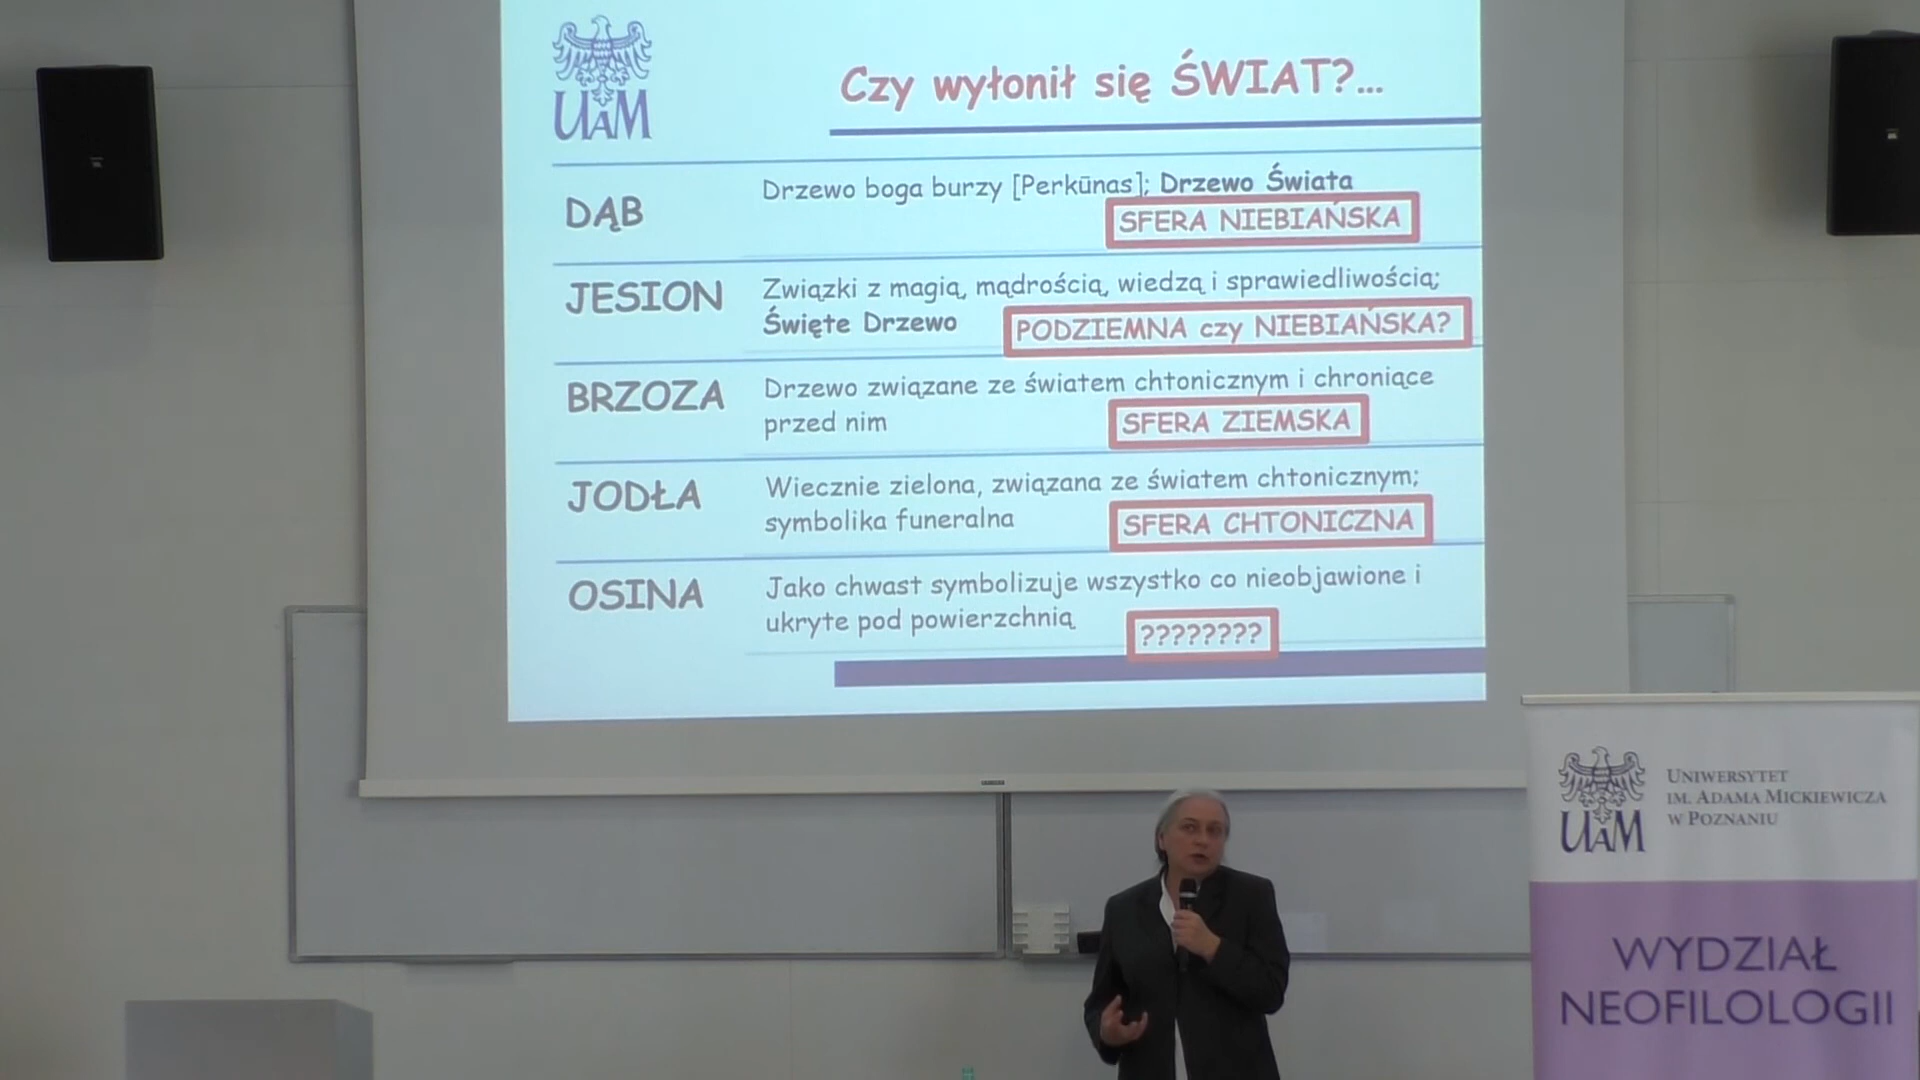 UAM
Czy wyłonił się ŚWIAT?...
DĄB
Drzewo boga burzy [Perkūnas]; Drzewo Świata
SFERA NIEBIAŃSKA
JESION
Związki z magią, mądrością, wiedzą i sprawiedliwością;
Święte Drzewo
PODZIEMNA czy NIEBIAŃSKA?
BRZOZA
Drzewo związane ze światem chtonicznym i chroniące
przed nim
SFERA ZIEMSKA
JODŁA
Wiecznie zielona, związana ze światem chtonicznym;
symbolika funeralna
SFERA CHTONICZNA
OSINA
Jako chwast symbolizuje wszystko co nieobjawione i
ukryte pod powierzchnią
????????
UAM
UNIWERSYTET
IM. ADAMA MICKIEWICZA
W POZNANIU
WYDZIAŁ
NEOFILOLOGII